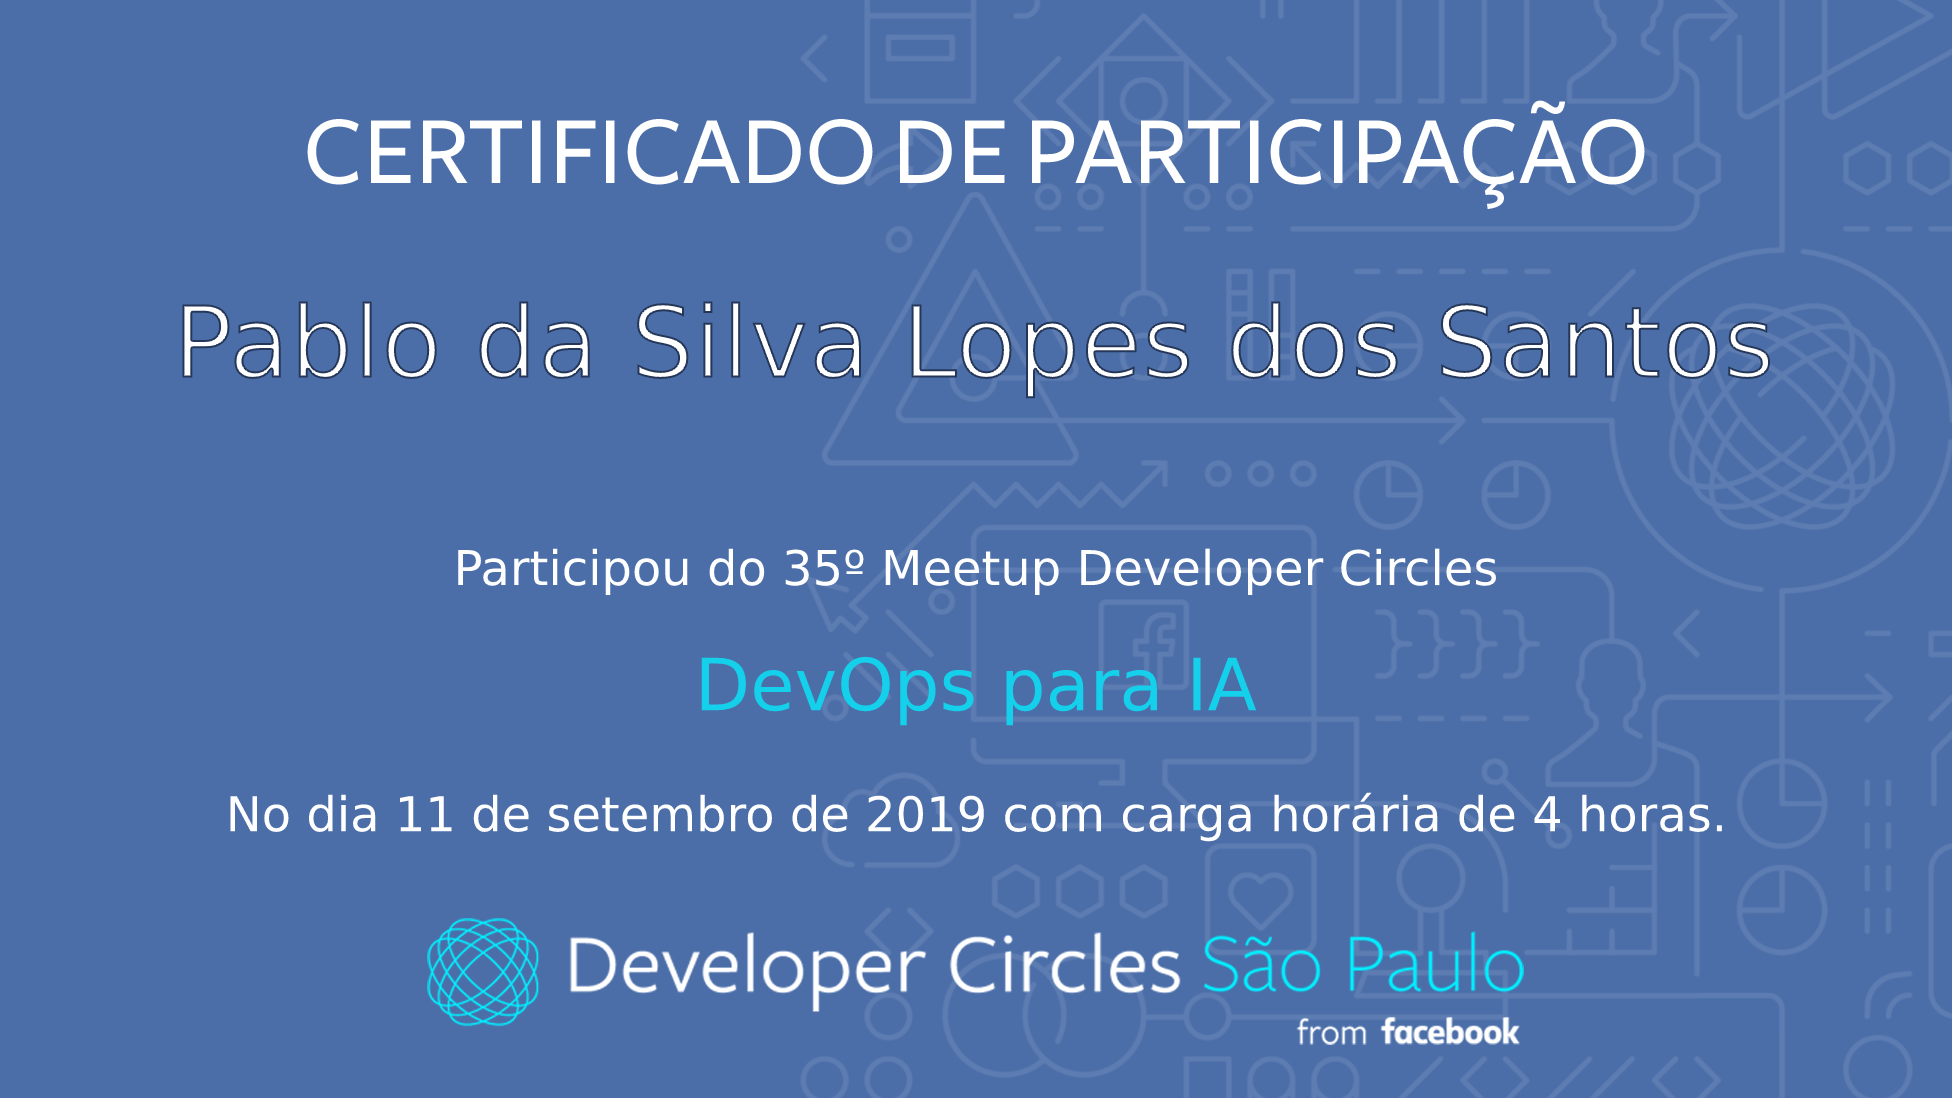 CERTIFICADO DE PARTICIPAÇÃO
Pablo da Silva Lopes dos Santos
Participou do 35º Meetup Developer Circles
DevOps para IA
No dia 11 de setembro de 2019 com carga horária de 4 horas.
Developer Circles São Paulo
from facebook